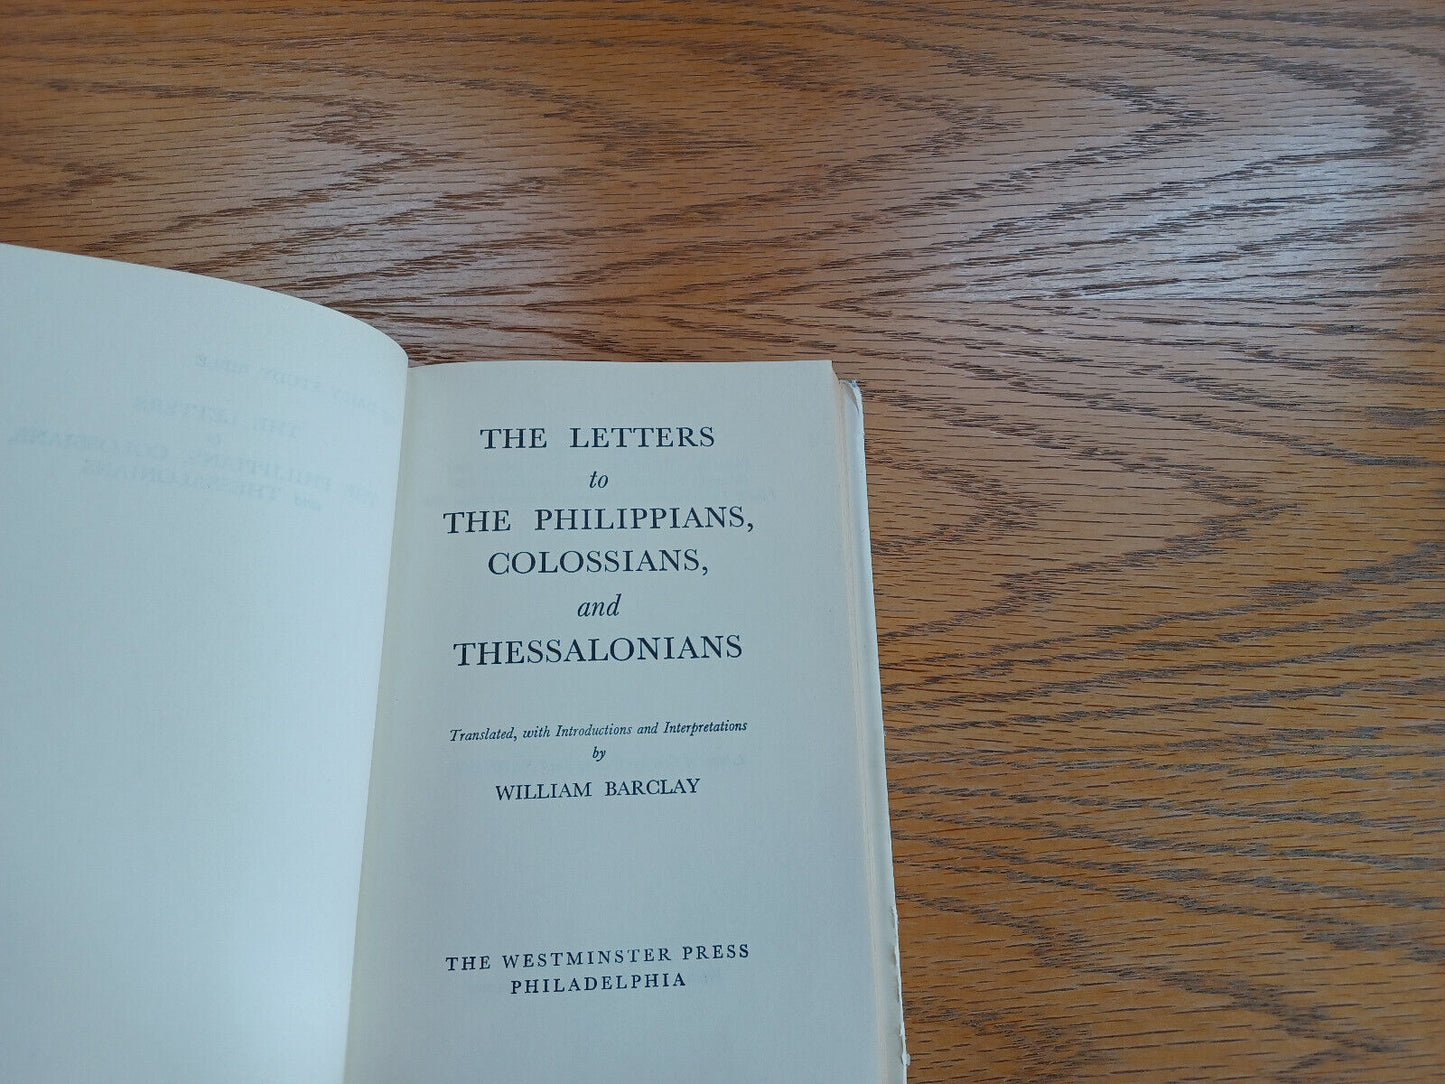 THE LETTERS
to
THE PHILIPPIANS,
COLOSSIANS,
and
THESSALONIANS
Translated, with Introductions and Interpretations
by
WILLIAM BARCLAY
THE WESTMINSTER PRESS
PHILADELPHIA